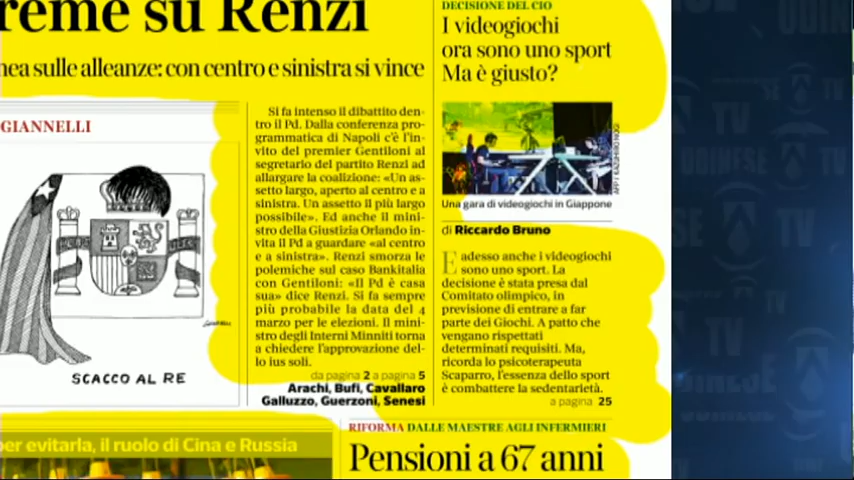 reme su Renzi
nea sulle alleanze: con centro e sinistra si vince
GIANNELLI
SCACCO AL RE
Si fa intenso il dibattito den-
tro il Pd. Dalla conferenza pro-
grammatica di Napoli c'è l'in-
vito del premier Gentiloni al
segretario del partito Renzi ad
allargare la coalizione: «Un as-
setto largo, aperto al centro e a
sinistra. Un assetto il più largo
possibile». Ed anche il mini-
stro della Giustizia Orlando in-
vita il Pd a guardare «al centro
e a sinistra». Renzi smorza le
polemiche sul caso Bankitalia
con Gentiloni: «Il Pd è casa
sua» dice Renzi. Si fa sempre
più probabile la data del 4
marzo per le elezioni. Il mini-
stro degli Interni Minniti torna
a chiedere l'approvazione del-
lo ius soli.
da pagina 2 a pagina 5
Arachi, Bufi, Cavallaro
Galluzzo, Guerzoni, Senesi
DECISIONE DEL CIO
I videogiochi
ora sono uno sport
Ma è giusto?
Una gara di videogiochi in Giappone
di Riccardo Bruno
E adesso anche i videogiochi
sono uno sport. La
decisione è stata presa dal
Comitato olimpico, in
previsione di entrare a far
parte dei Giochi. A patto che
vengano rispettati
determinati requisiti. Ma,
ricorda lo psicoterapeuta
Scaparro, l'essenza dello sport
è combattere la sedentarietà.
a pagina 25
per evitarla, il ruolo di Cina e Russia
RIFORMA DALLE MAESTRE AGLI INFERMIERI
Pensioni a 67 anni
UDINESE
TV